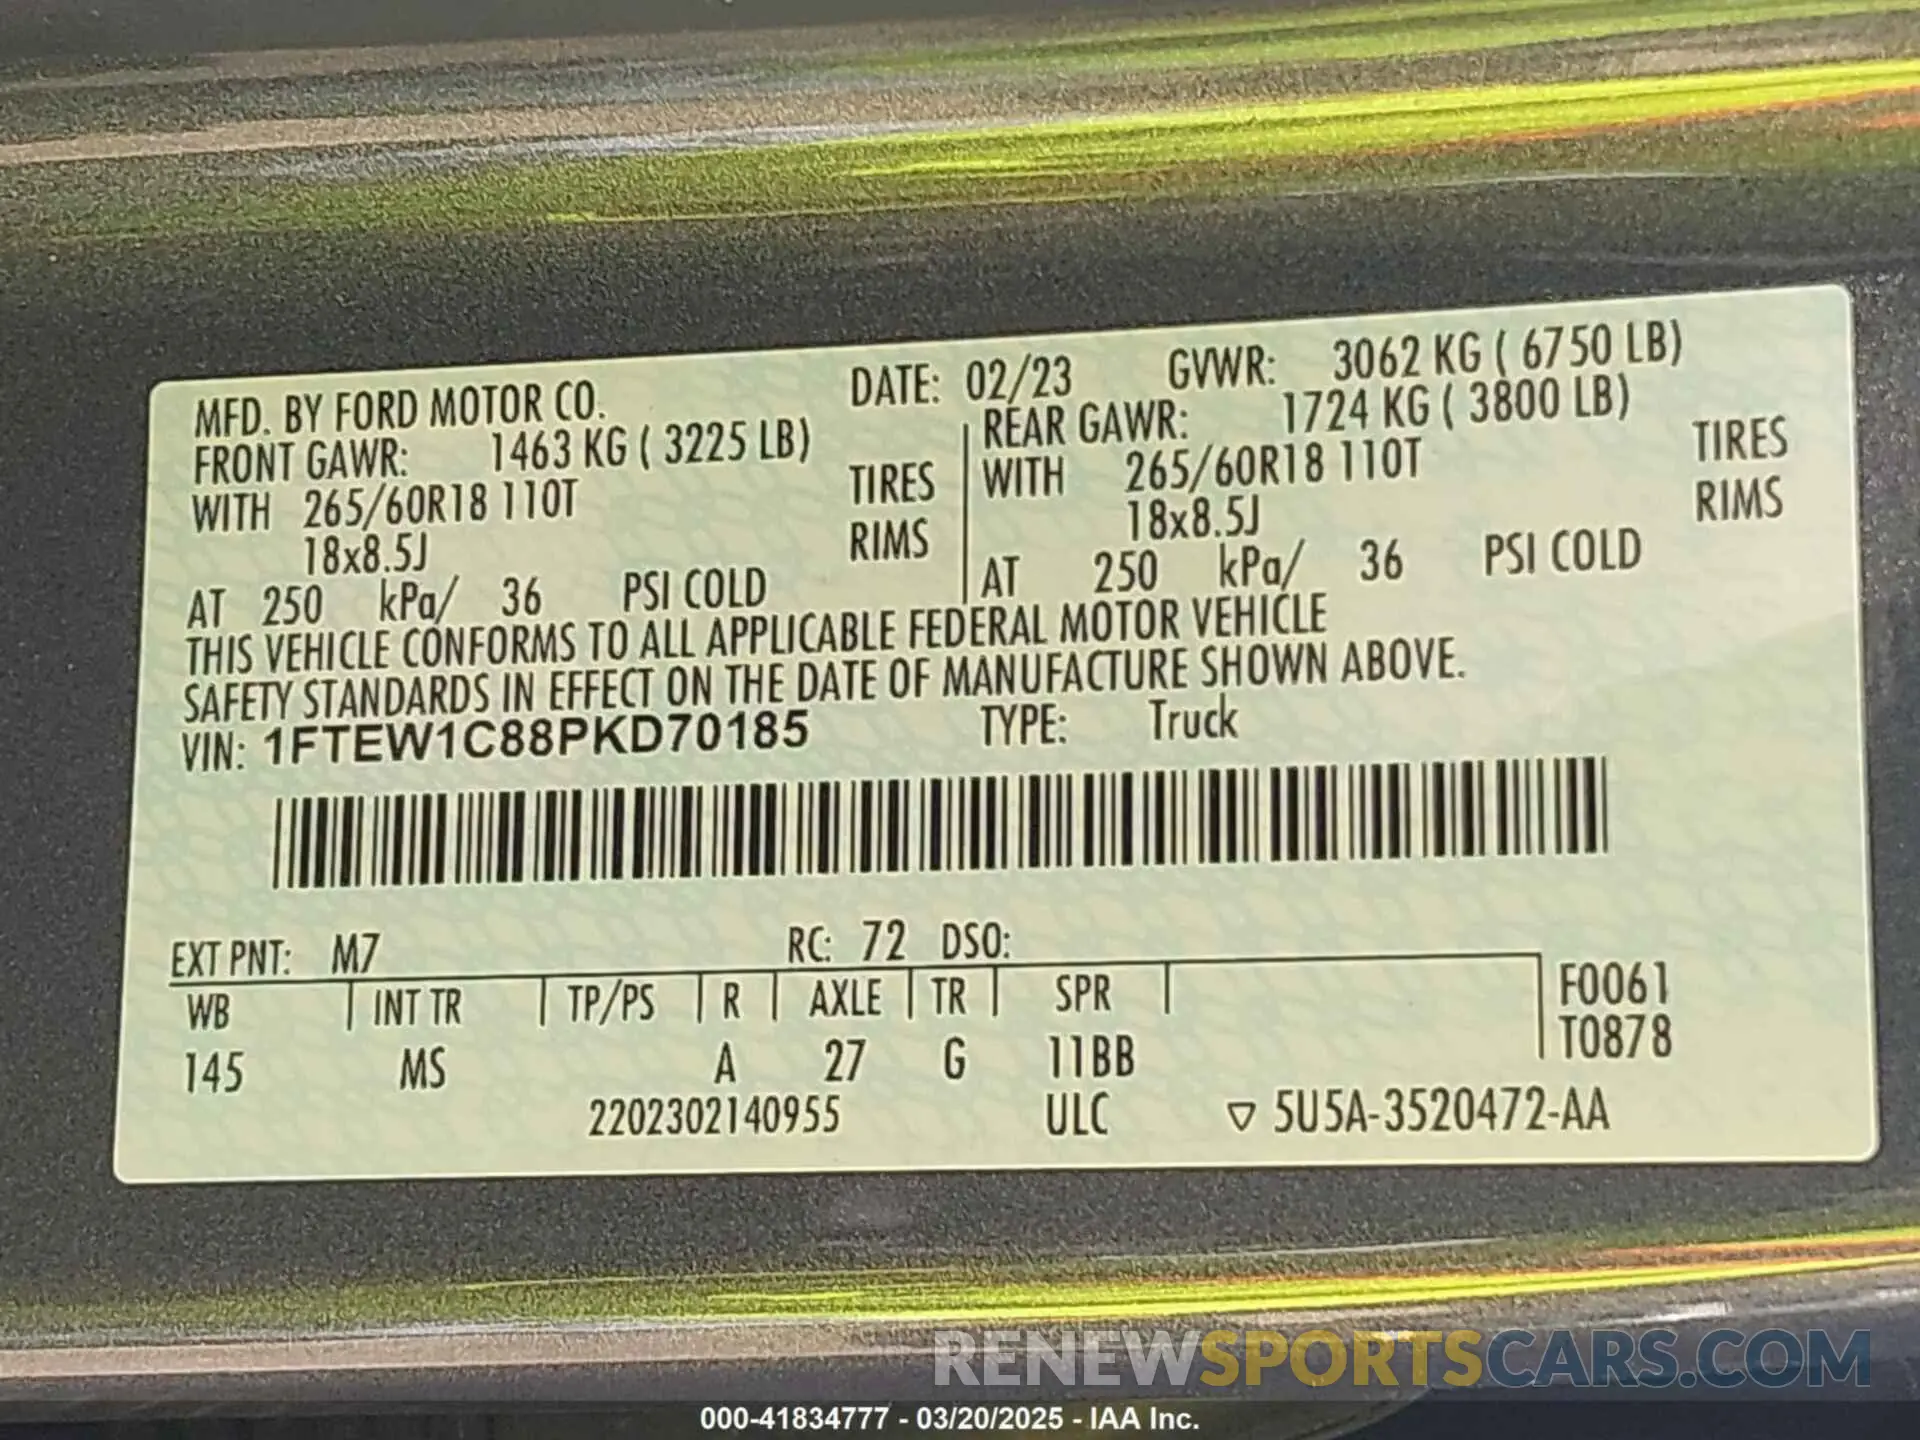 MFD. BY FORD MOTOR CO. DATE: 02/23 GVWR: 3062 KG ( 6750 LB)
FRONT GAWR: 1463 KG ( 3225 LB) REAR GAWR: 1724 KG ( 3800 LB)
WITH 265/60R18 110T TIRES WITH 265/60R18 110T TIRES
18x8.5J RIMS 18x8.5J RIMS
AT 250 kPa/ 36 PSI COLD AT 250 kPa/ 36 PSI COLD
THIS VEHICLE CONFORMS TO ALL APPLICABLE FEDERAL MOTOR VEHICLE
SAFETY STANDARDS IN EFFECT ON THE DATE OF MANUFACTURE SHOWN ABOVE.
VIN: 1FTEW1C88PKD70185 TYPE: Truck
EXT PNT: M7 RC: 72 DSO:
WB INT TR TP/PS R AXLE TR SPR F0061
T0878
145 MS A 27 G 11BB
2202302140955 ULC ▽ 5U5A-3520472-AA
RENEWSPORTSCARS.COM
000-41834777 - 03/20/2025 - IAA Inc.